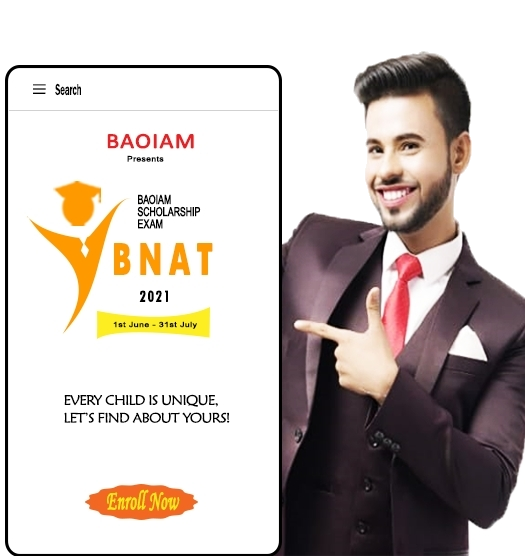 Search
BAOIAM
Presents
BAOIAM
SCHOLARSHIP
EXAM
BNAT
2021
1st June - 31st July
EVERY CHILD IS UNIQUE,
LET'S FIND ABOUT YOURS!
Enroll Now